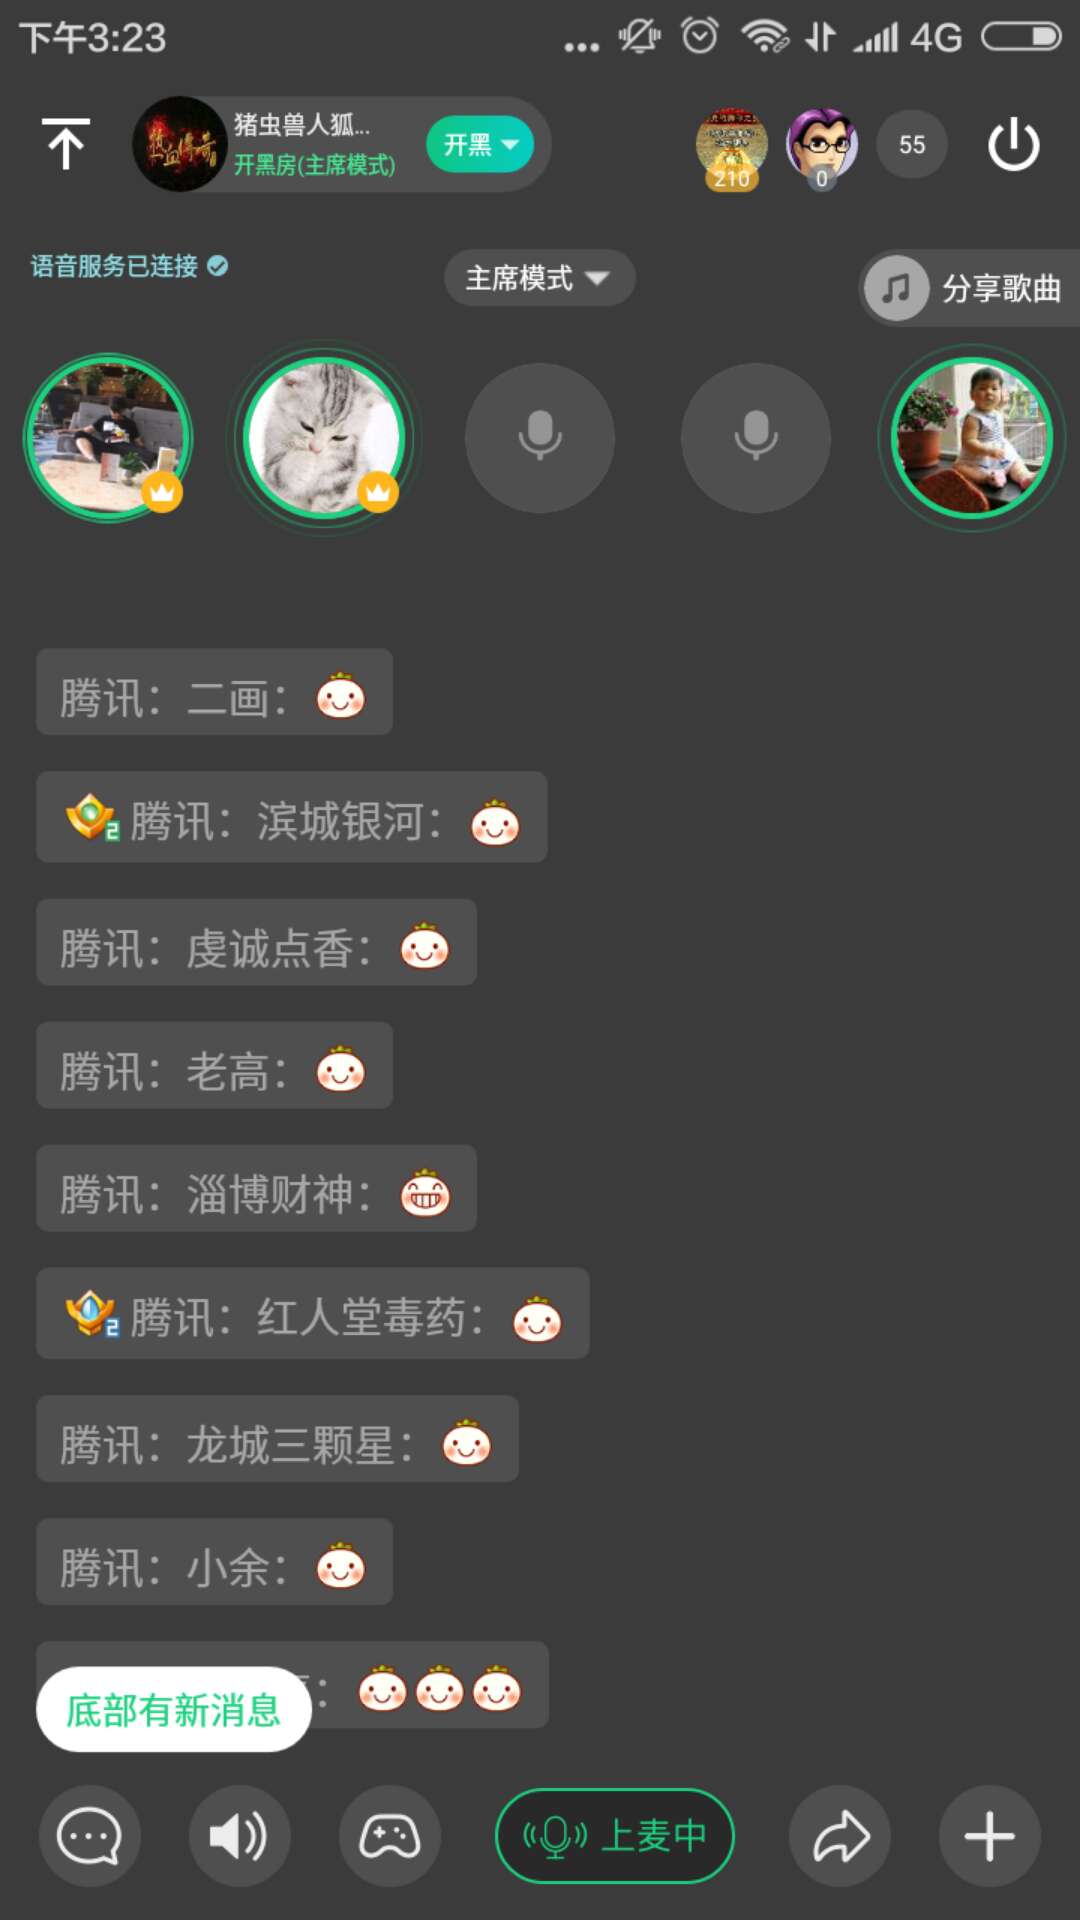 下午3:23
4G
猪虫兽人狐...
开黑房(主席模式)
开黑
210
0
55
语音服务已连接
主席模式
分享歌曲
腾讯：二画：
2 腾讯：滨城银河：
腾讯：虔诚点香：
腾讯：老高：
腾讯：淄博财神：
2 腾讯：红人堂毒药：
腾讯：龙城三颗星：
腾讯：小余：
底部有新消息
上麦中